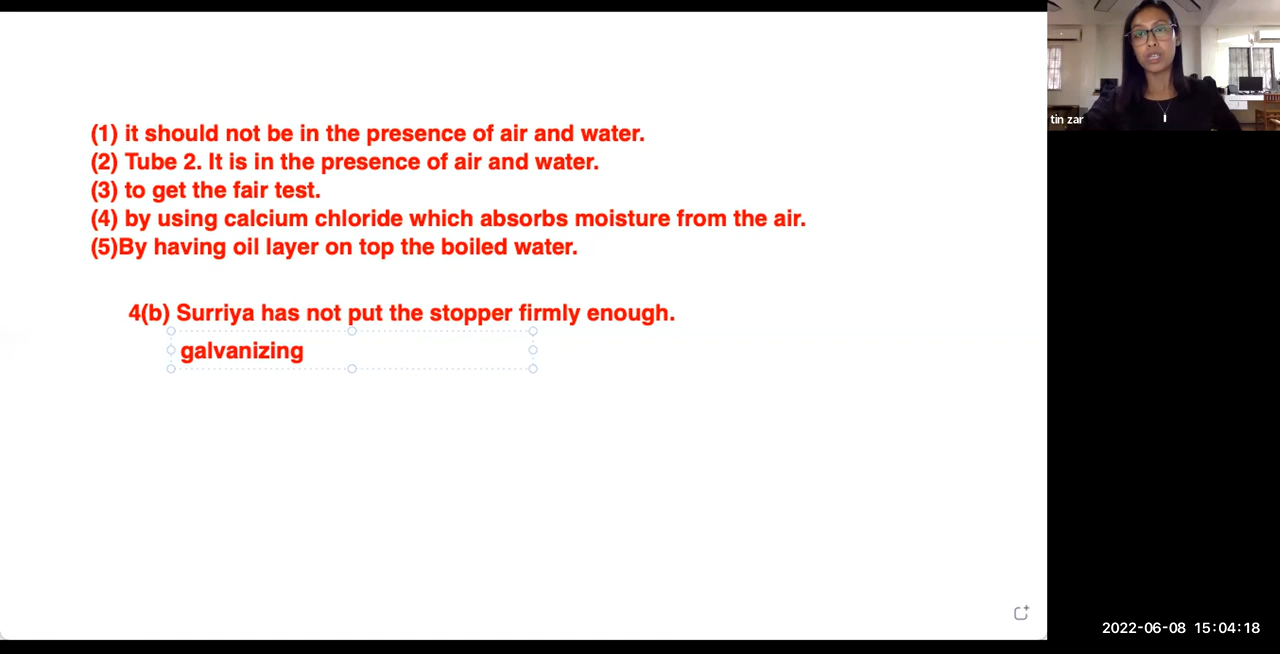 (1) it should not be in the presence of air and water.
(2) Tube 2. It is in the presence of air and water.
(3) to get the fair test.
(4) by using calcium chloride which absorbs moisture from the air.
(5)By having oil layer on top the boiled water.
4(b) Surriya has not put the stopper firmly enough.
galvanizing
tin zar
2022-06-08 15:04:18